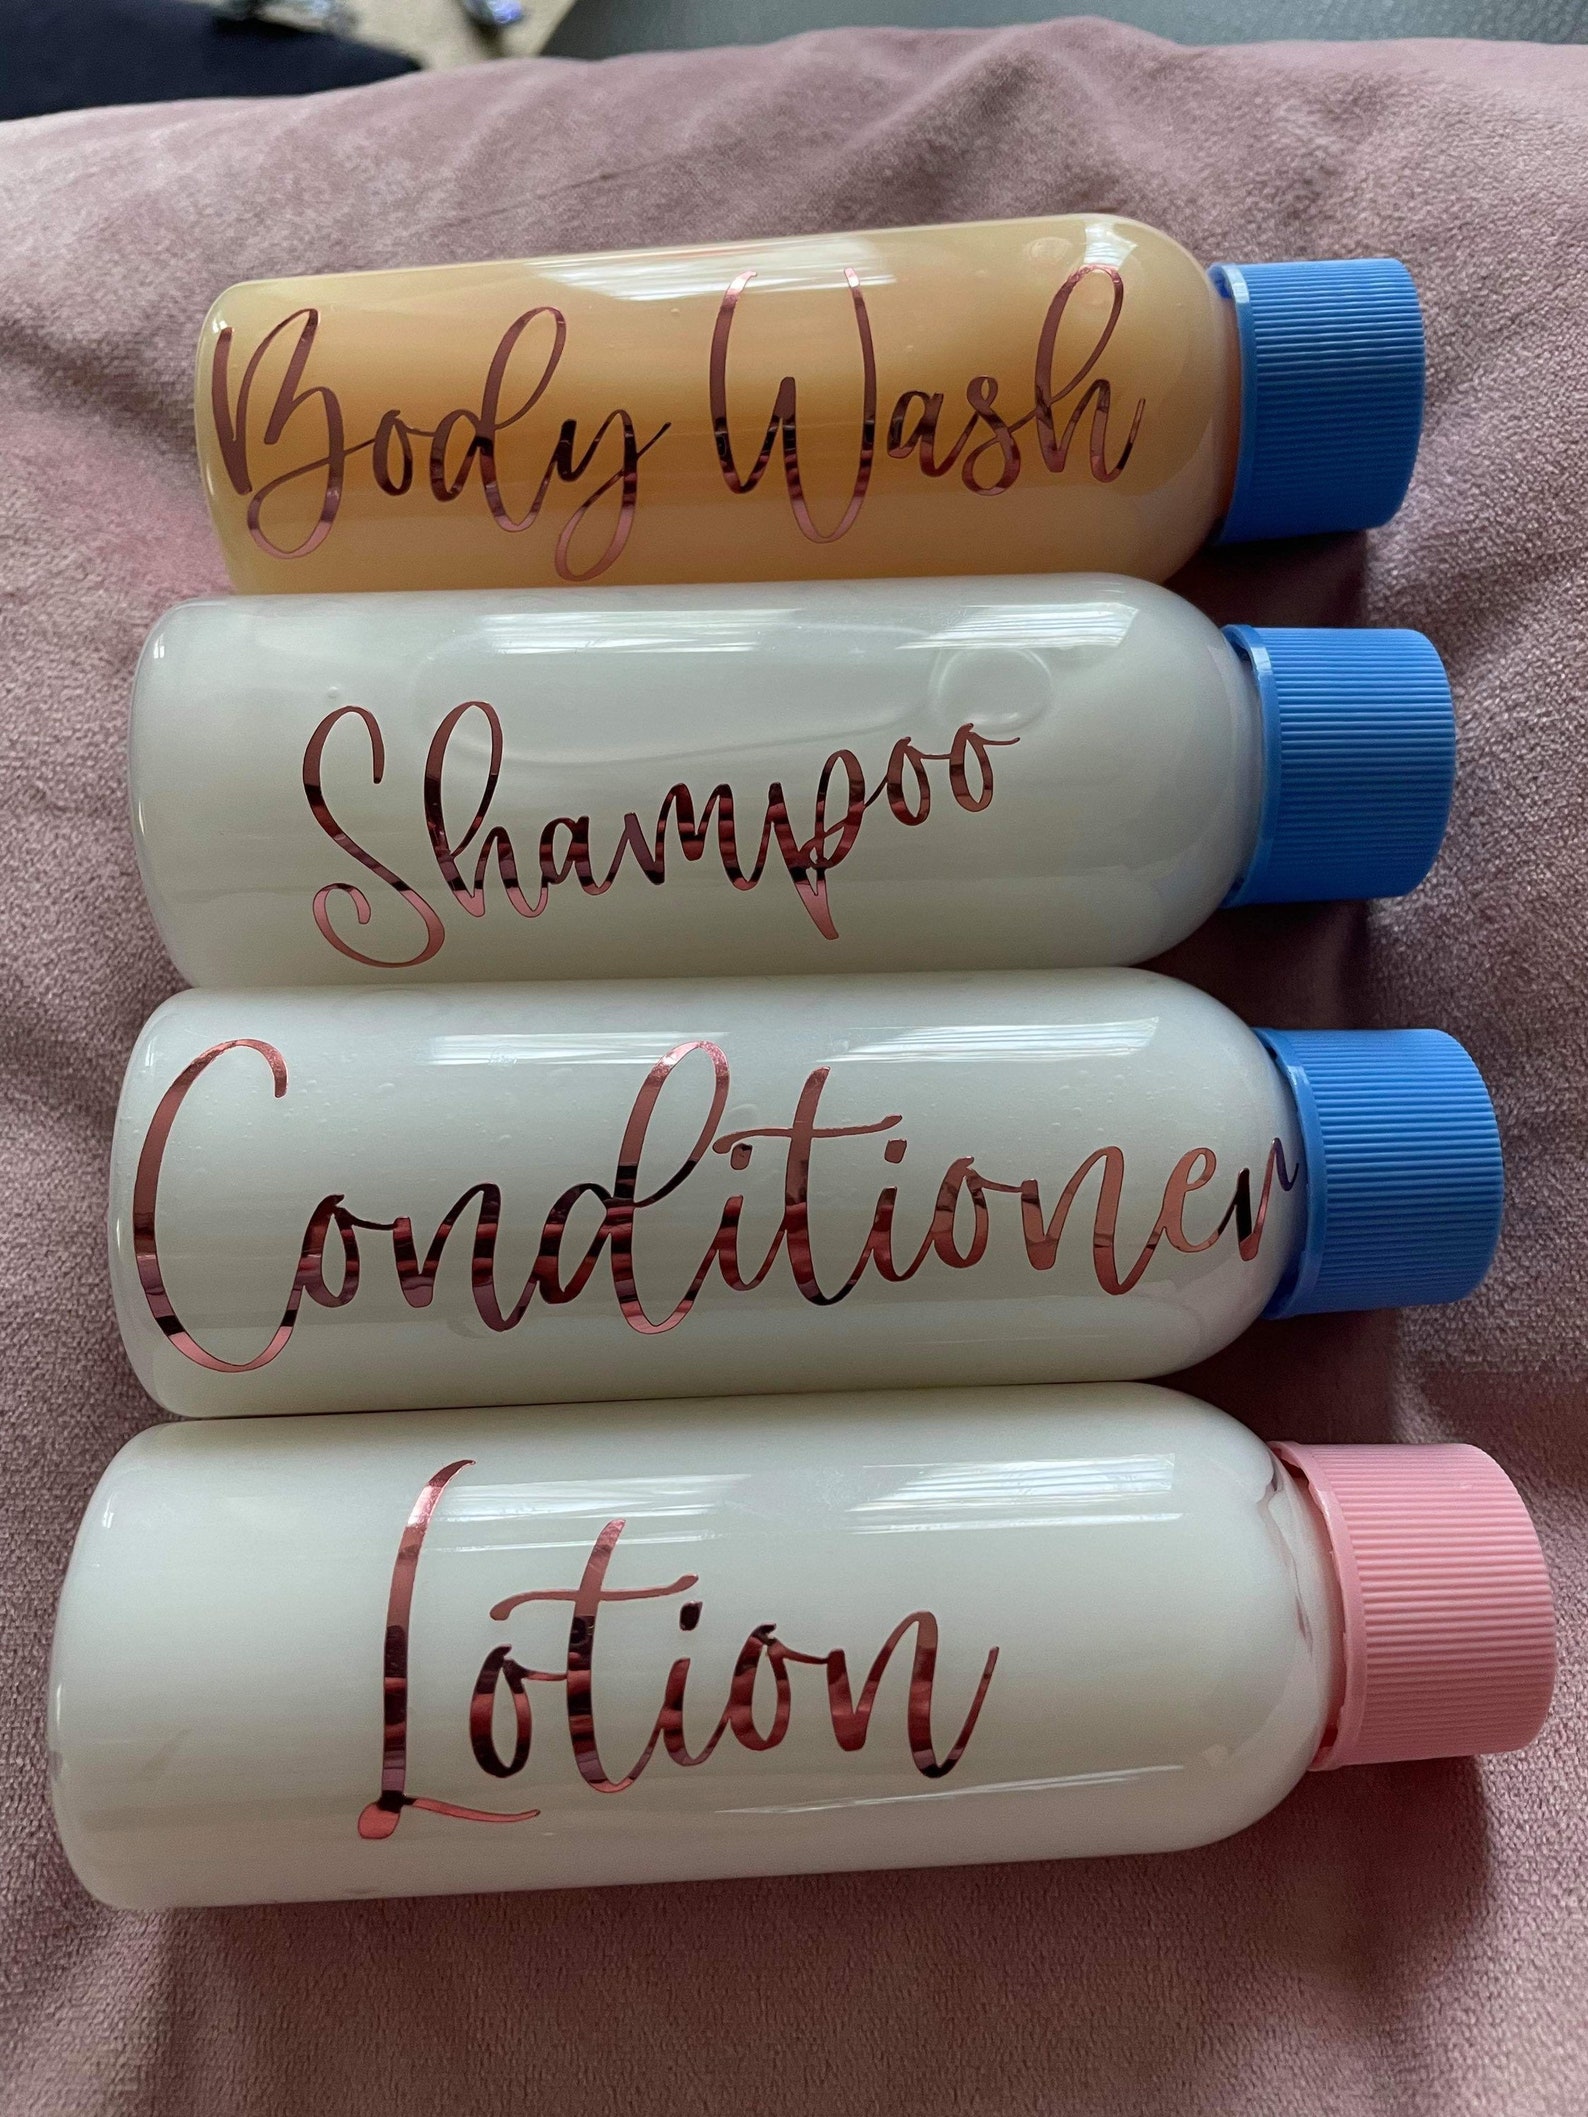 Body Wash
Shampoo
Conditioner
Lotion